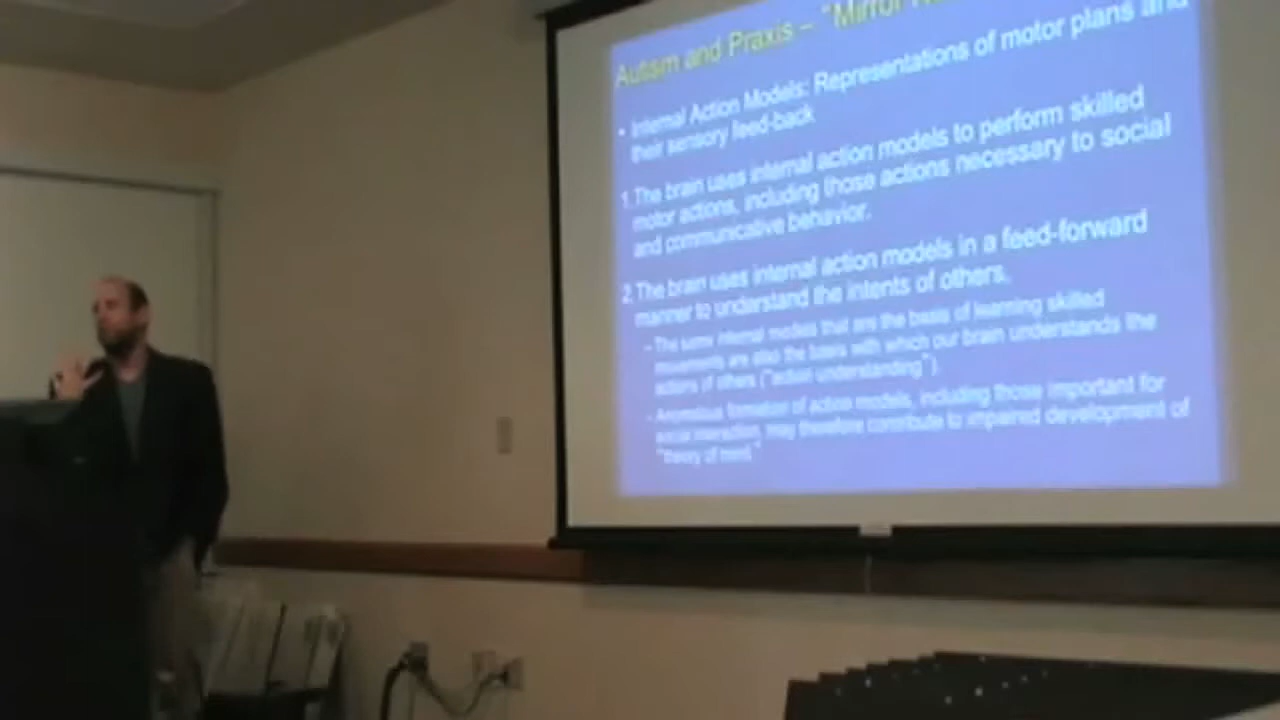 Autism and Praxis – "Mirror
• Internal Action Models: Representations of motor plans and
their sensory feed-back
1.The brain uses internal action models to perform skilled
motor actions, including those actions necessary to social
and communicative behavior.
2.The brain uses internal action models in a feed-forward
manner to understand the intents of others.
– The same internal models that are the basis of learning skilled
movements are also the basis with which our brain understands the
actions of others ("actual understanding").
– Anomalous formation of action models, including those important for
social interaction, may therefore contribute to impaired development of
"theory of mind."